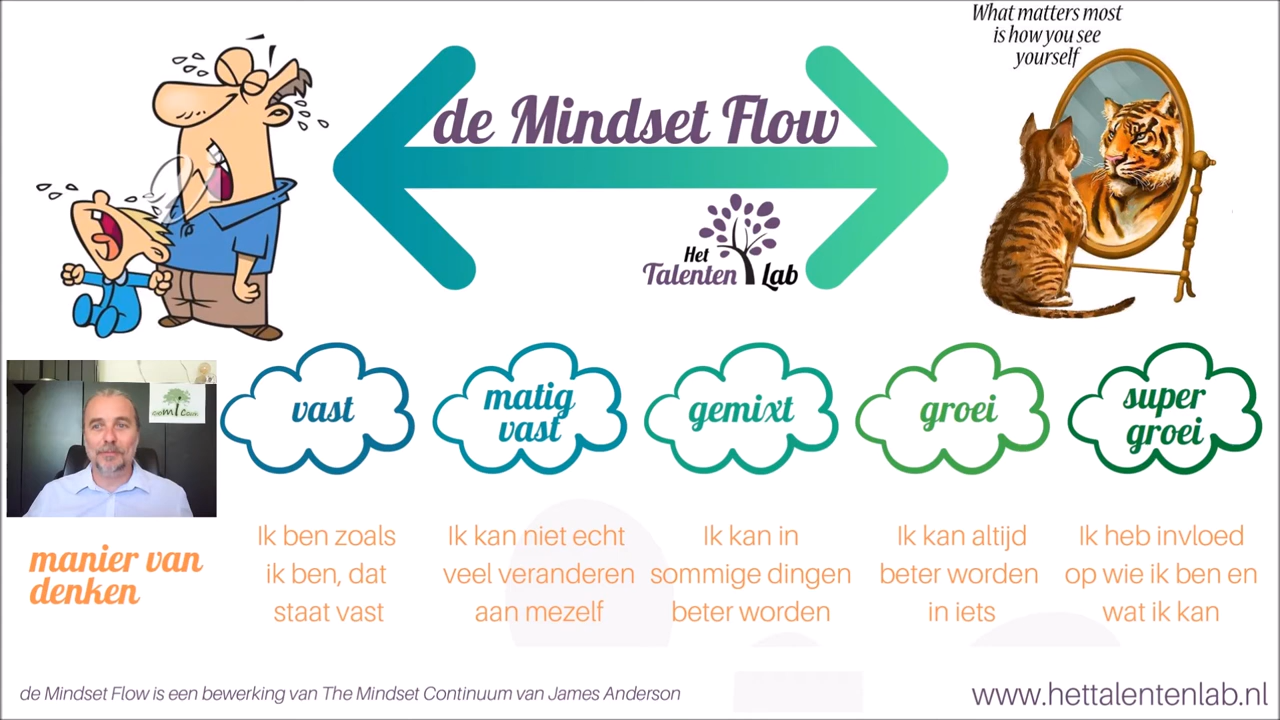 What matters most
is how you see
yourself
de Mindset Flow
Het
Talenten Lab
vast
matig
vast
gemixt
groei
super
groei
manier van
denken
Ik ben zoals
ik ben, dat
staat vast
Ik kan niet echt
veel veranderen
aan mezelf
Ik kan in
sommige dingen
beter worden
Ik kan altijd
beter worden
in iets
Ik heb invloed
op wie ik ben en
wat ik kan
de Mindset Flow is een bewerking van The Mindset Continuum van James Anderson
www.hettalentenlab.nl